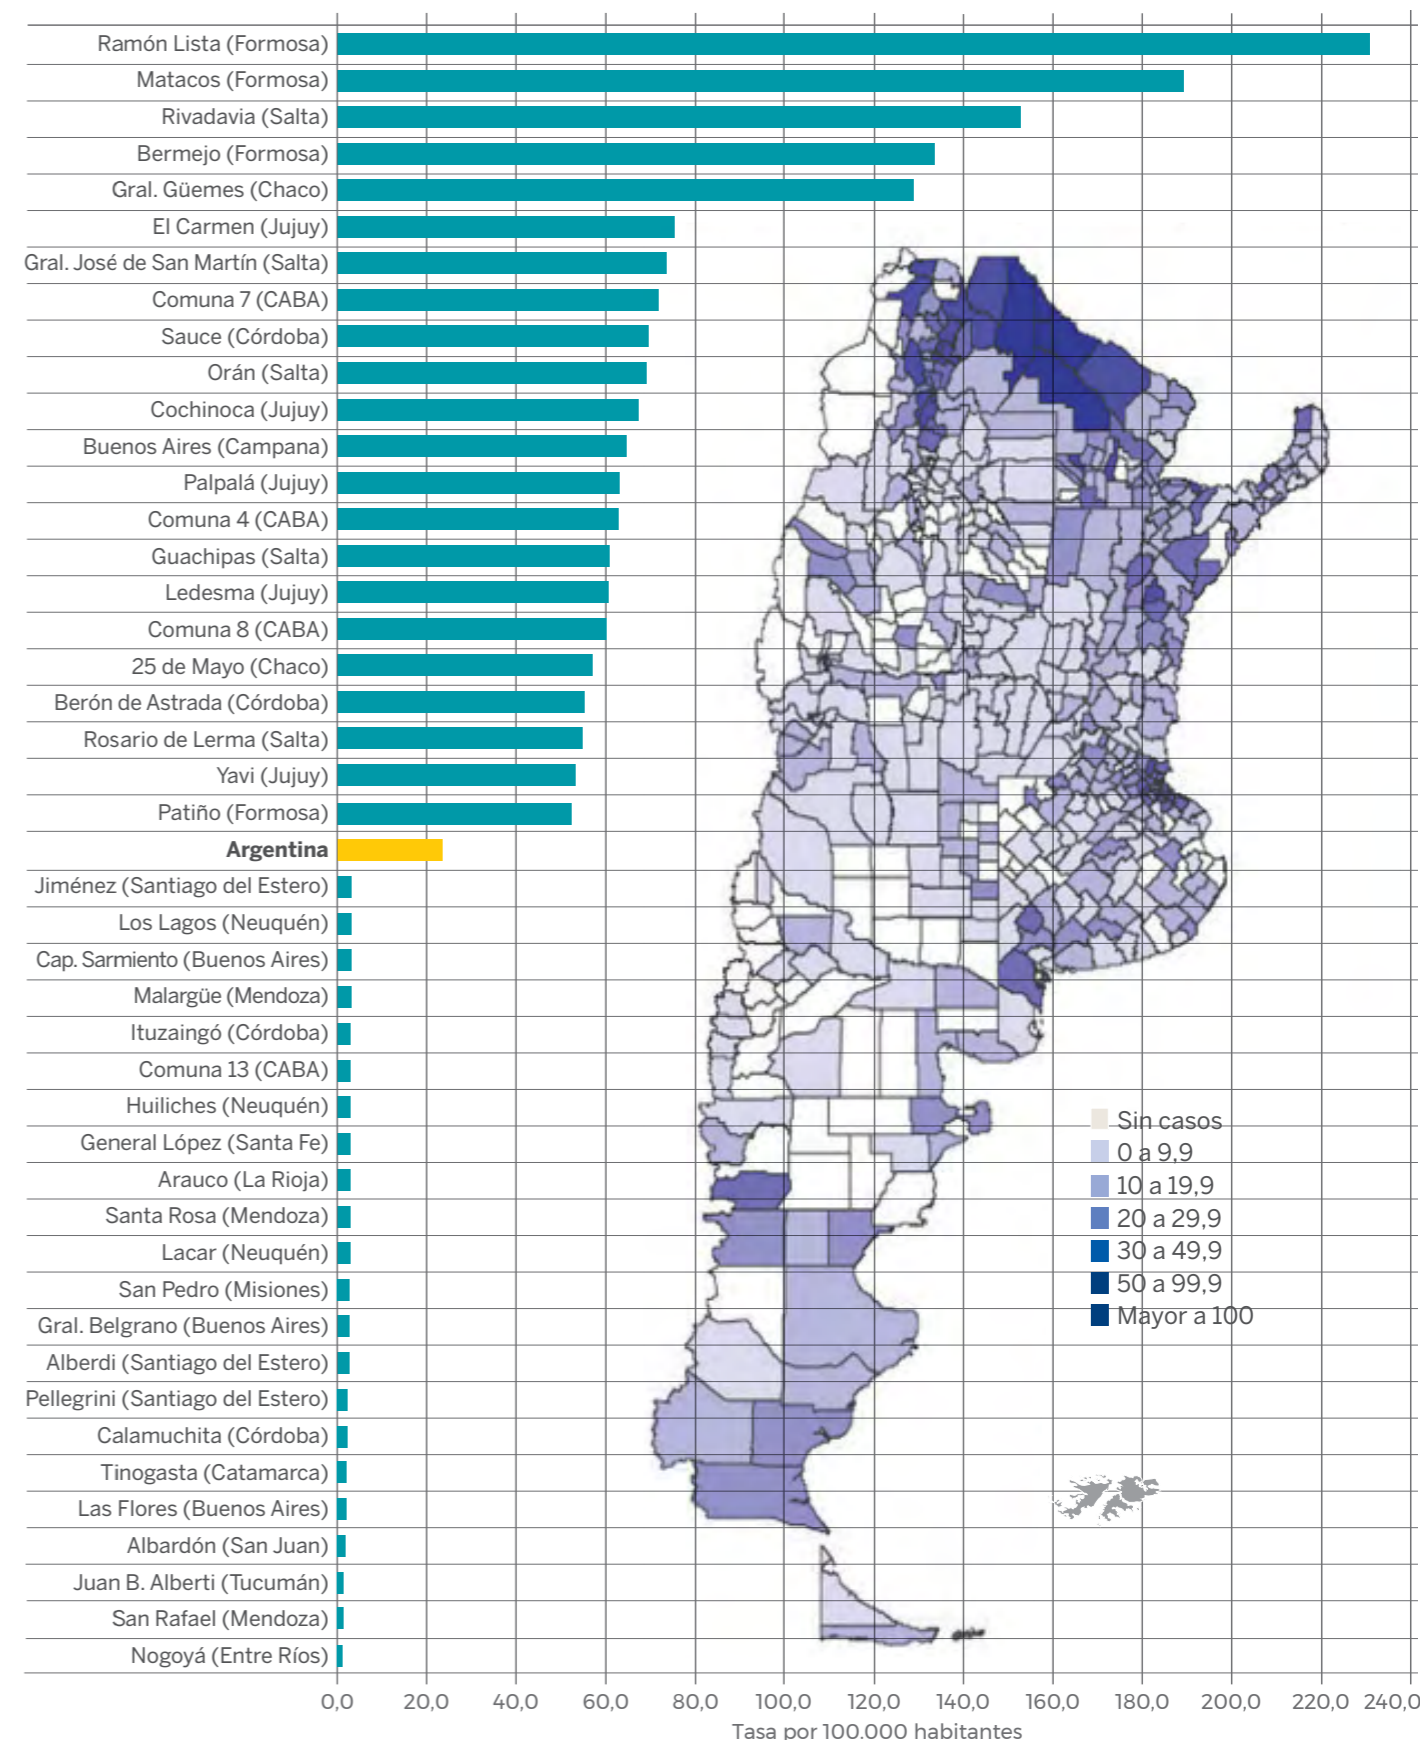 Ramón Lista (Formosa)
Matacos (Formosa)
Rivadavia (Salta)
Bermejo (Formosa)
Gral. Güemes (Chaco)
El Carmen (Jujuy)
Gral. José de San Martín (Salta)
Comuna 7 (CABA)
Sauce (Córdoba)
Orán (Salta)
Cochinoca (Jujuy)
Buenos Aires (Campana)
Palpalá (Jujuy)
Comuna 4 (CABA)
Guachipas (Salta)
Ledesma (Jujuy)
Comuna 8 (CABA)
25 de Mayo (Chaco)
Berón de Astrada (Córdoba)
Rosario de Lerma (Salta)
Yavi (Jujuy)
Patiño (Formosa)
Argentina
Jiménez (Santiago del Estero)
Los Lagos (Neuquén)
Cap. Sarmiento (Buenos Aires)
Malargüe (Mendoza)
Ituzaingó (Córdoba)
Comuna 13 (CABA)
Huiliches (Neuquén)
General López (Santa Fe)
Arauco (La Rioja)
Santa Rosa (Mendoza)
Lacar (Neuquén)
San Pedro (Misiones)
Gral. Belgrano (Buenos Aires)
Alberdi (Santiago del Estero)
Pellegrini (Santiago del Estero)
Calamuchita (Córdoba)
Tinogasta (Catamarca)
Las Flores (Buenos Aires)
Albardón (San Juan)
Juan B. Alberti (Tucumán)
San Rafael (Mendoza)
Nogoyá (Entre Ríos)
Sin casos
0 a 9,9
10 a 19,9
20 a 29,9
30 a 49,9
50 a 99,9
Mayor a 100
0,0 20,0 40,0 60,0 80,0 100,0 120,0 140,0 160,0 180,0 200,0 220,0 240,0
Tasa por 100.000 habitantes